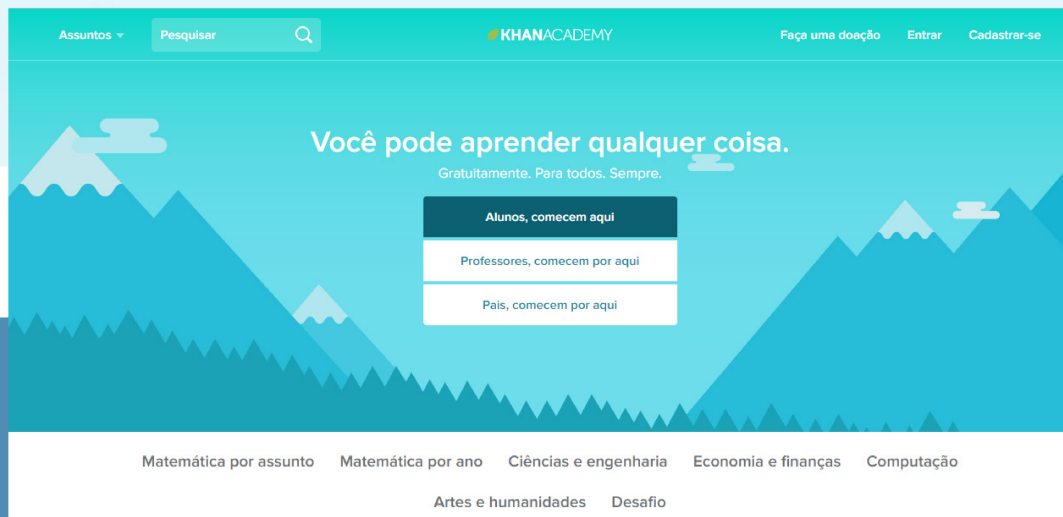 Assuntos Pesquisar KHANACADEMY Faça uma doação Entrar Cadastrar-se
Você pode aprender qualquer coisa.
Gratuitamente. Para todos. Sempre.
Alunos, comecem aqui
Professores, comecem por aqui
Pais, comecem por aqui
Matemática por assunto Matemática por ano Ciências e engenharia Economia e finanças Computação
Artes e humanidades Desafio